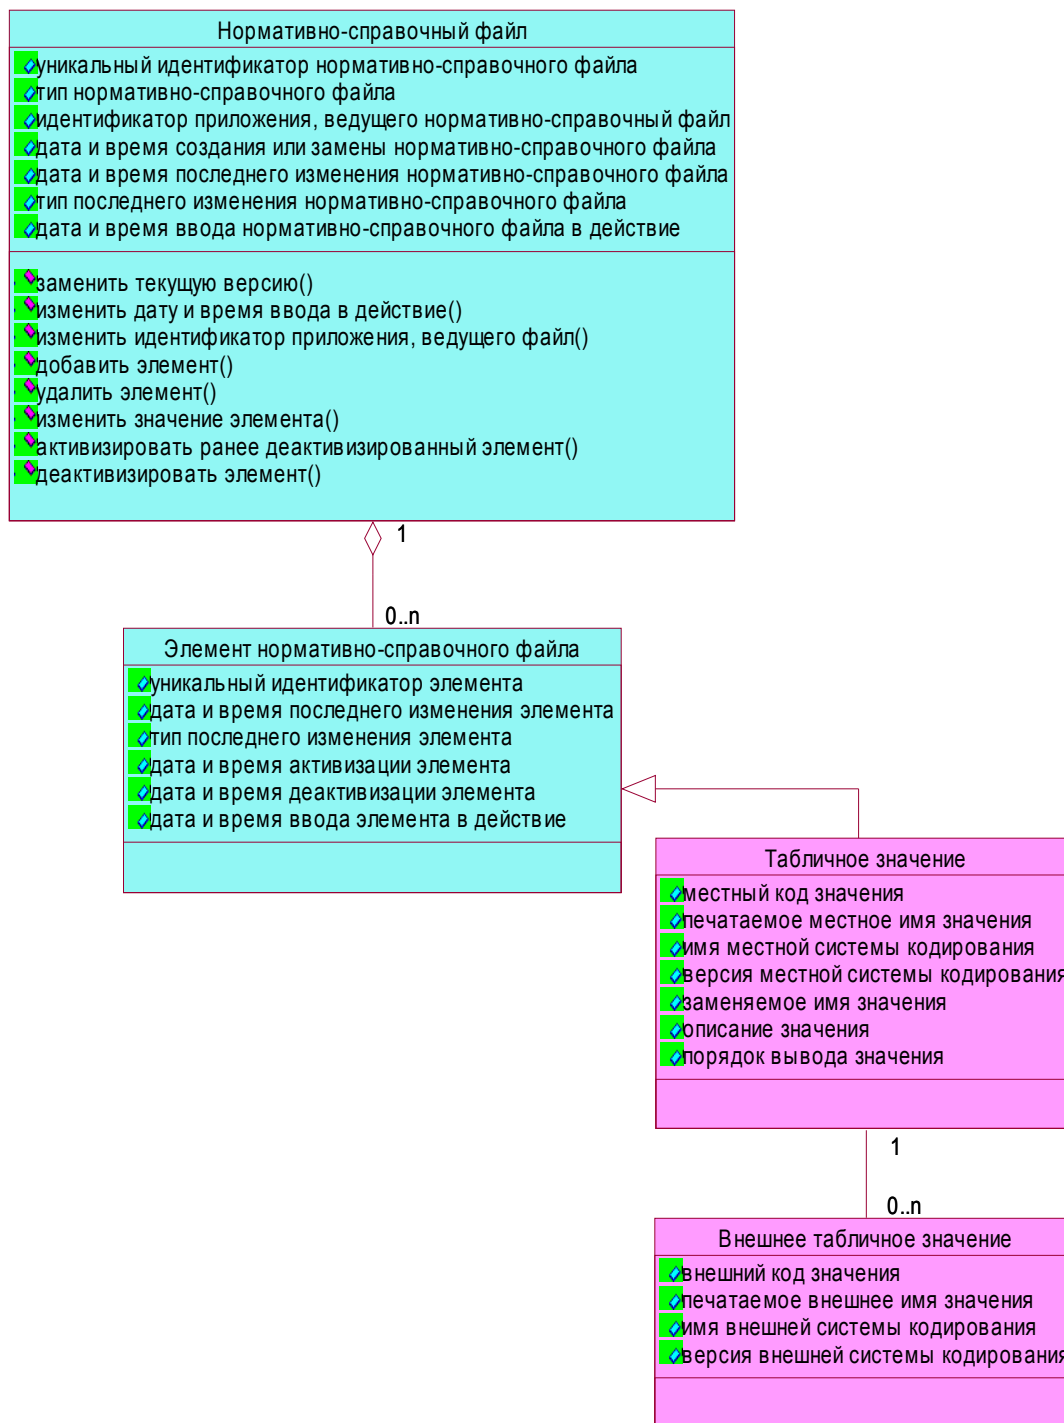 Нормативно-справочный файл
уникальный идентификатор нормативно-справочного файла
тип нормативно-справочного файла
идентификатор приложения, ведущего нормативно-справочный файл
дата и время создания или замены нормативно-справочного файла
дата и время последнего изменения нормативно-справочного файла
тип последнего изменения нормативно-справочного файла
дата и время ввода нормативно-справочного файла в действие
заменить текущую версию()
изменить дату и время ввода в действие()
изменить идентификатор приложения, ведущего файл()
добавить элемент()
удалить элемент()
изменить значение элемента()
активизировать ранее деактивизированный элемент()
деактивизировать элемент()
1
0..n
Элемент нормативно-справочного файла
уникальный идентификатор элемента
дата и время последнего изменения элемента
тип последнего изменения элемента
дата и время активизации элемента
дата и время деактивизации элемента
дата и время ввода элемента в действие
Табличное значение
местный код значения
печатаемое местное имя значения
имя местной системы кодирования
версия местной системы кодирования
заменяемое имя значения
описание значения
порядок вывода значения
1
0..n
Внешнее табличное значение
внешний код значения
печатаемое внешнее имя значения
имя внешней системы кодирования
версия внешней системы кодирования